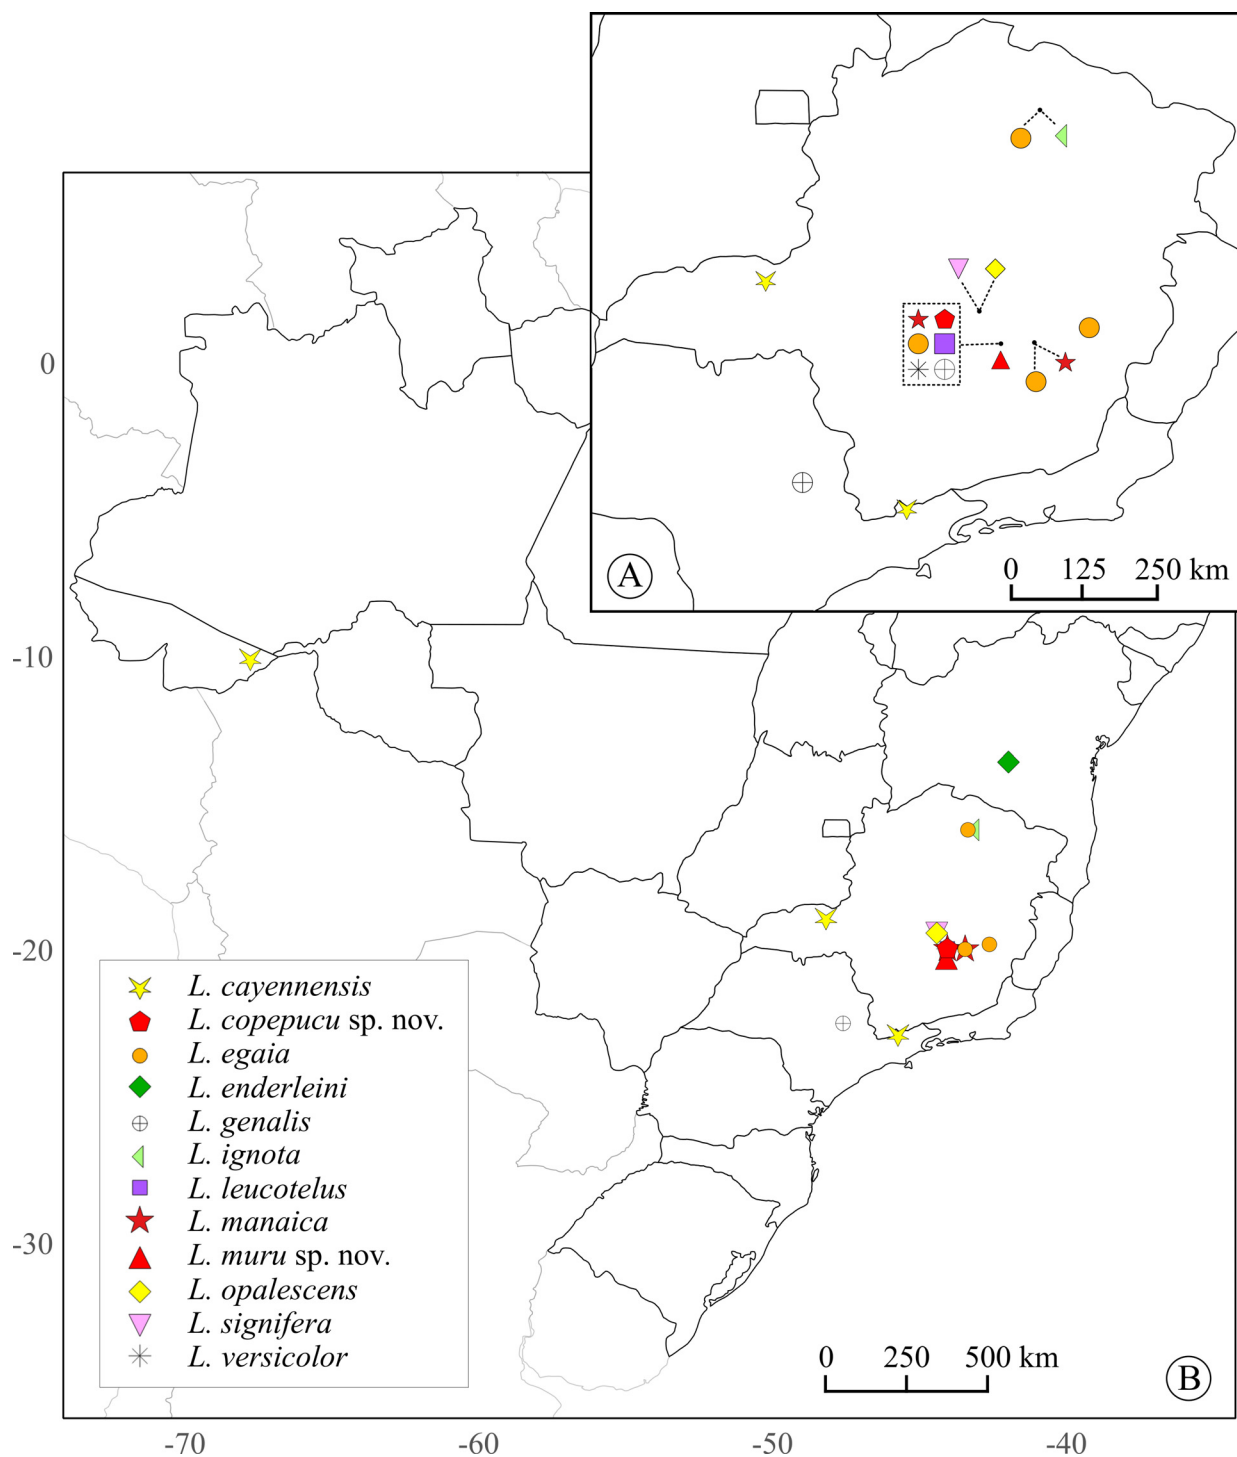 A
0 125 250 km
0
-10
-20
-30
L. cayennensis
L. copepucu sp. nov.
L. egaia
L. enderleini
L. genalis
L. ignota
L. leucotelus
L. manaica
L. muru sp. nov.
L. opalescens
L. signifera
L. versicolor
0 250 500 km
B
-70 -60 -50 -40